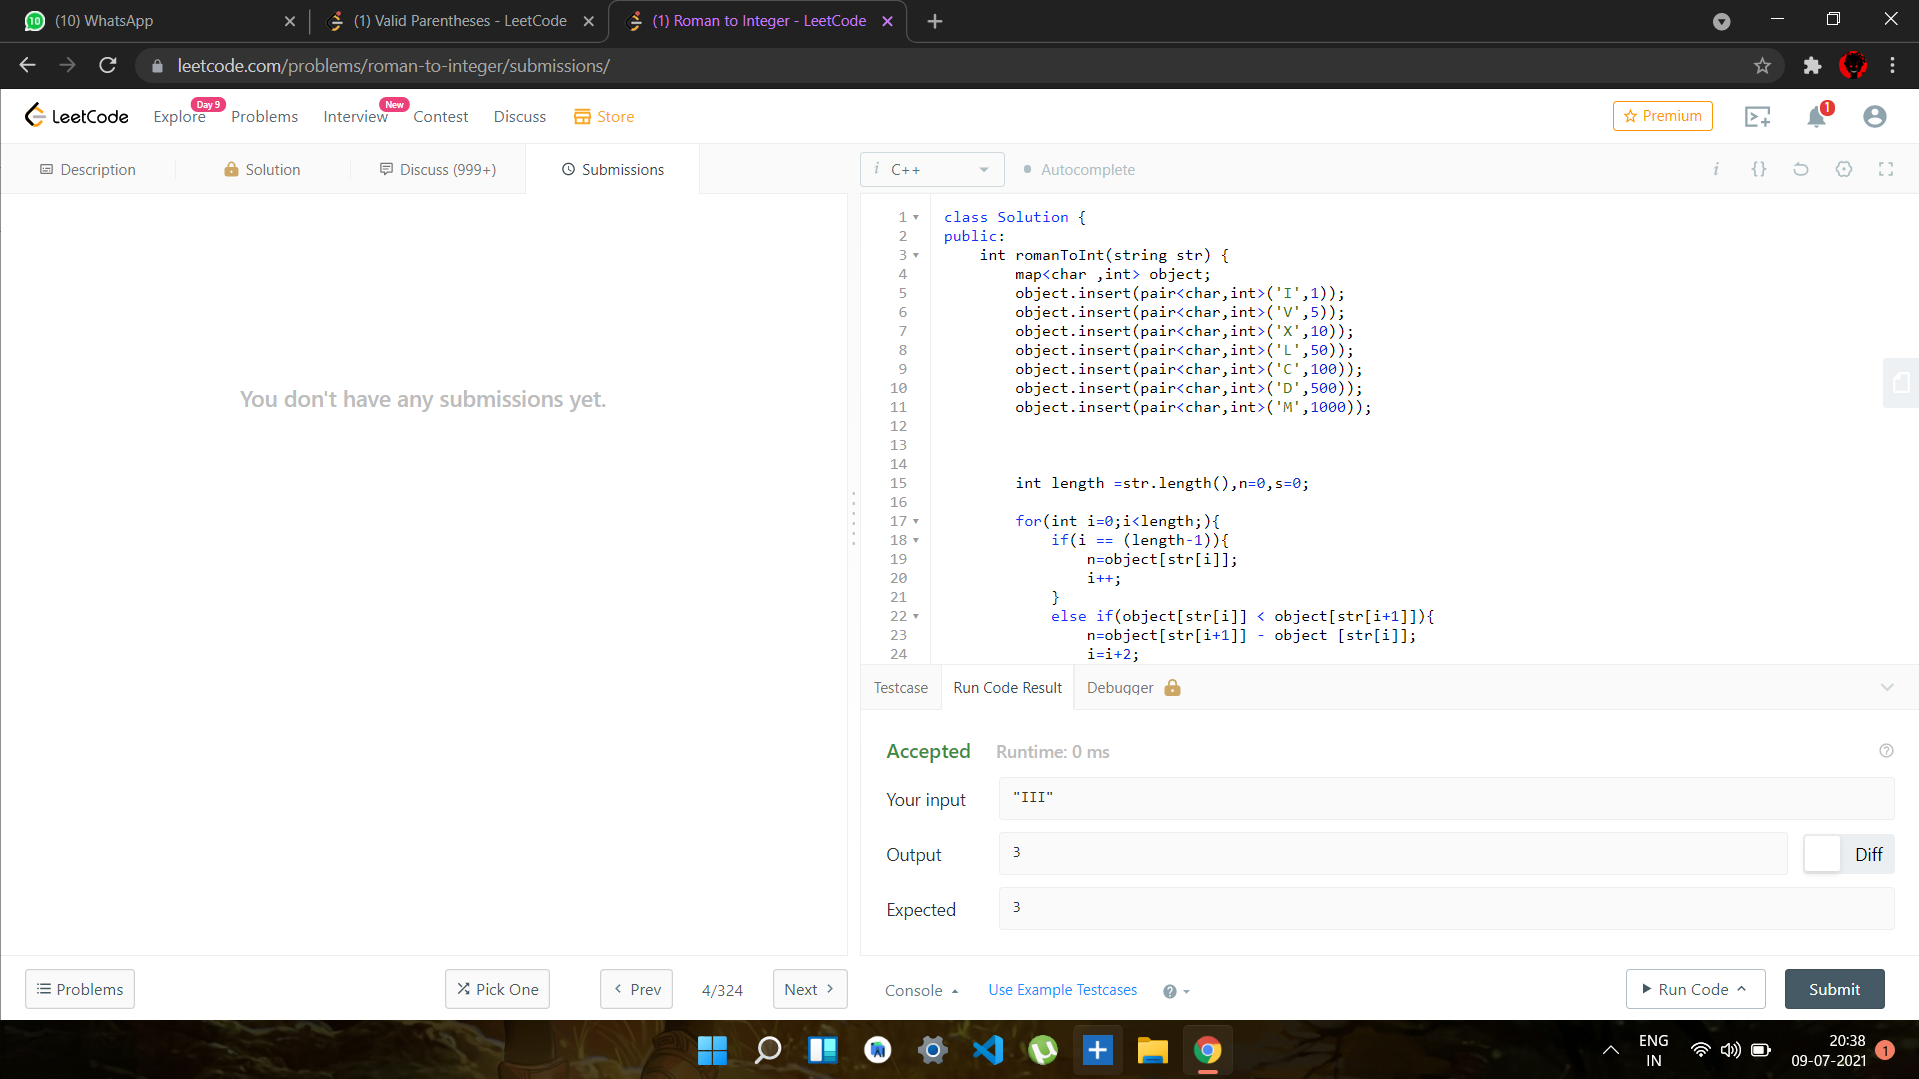 10 (10) WhatsApp
(1) Valid Parentheses - LeetCode
(1) Roman to Integer - LeetCode
leetcode.com/problems/roman-to-integer/submissions/
LeetCode
Explore
Day 9
Problems
Interview
New
Contest
Discuss
Store
Premium
1
Description
Solution
Discuss (999+)
Submissions
i C++
Autocomplete
i {}
You don't have any submissions yet.
1 class Solution {
2 public:
3 int romanToInt(string str) {
4 map<char ,int> object;
5 object.insert(pair<char,int>('I',1));
6 object.insert(pair<char,int>('V',5));
7 object.insert(pair<char,int>('X',10));
8 object.insert(pair<char,int>('L',50));
9 object.insert(pair<char,int>('C',100));
10 object.insert(pair<char,int>('D',500));
11 object.insert(pair<char,int>('M',1000));
12
13
14
15 int length =str.length(),n=0,s=0;
16
17 for(int i=0;i<length;){
18 if(i == (length-1)){
19 n=object[str[i]];
20 i++;
21 }
22 else if(object[str[i]] < object[str[i+1]]){
23 n=object[str[i+1]] - object [str[i]];
24 i=i+2;
Testcase
Run Code Result
Debugger
Accepted Runtime: 0 ms
Your input "III"
Output 3 Diff
Expected 3
Problems
Pick One
Prev
4/324
Next
Console
Use Example Testcases
Run Code
Submit
ENG
IN
20:38
09-07-2021
1